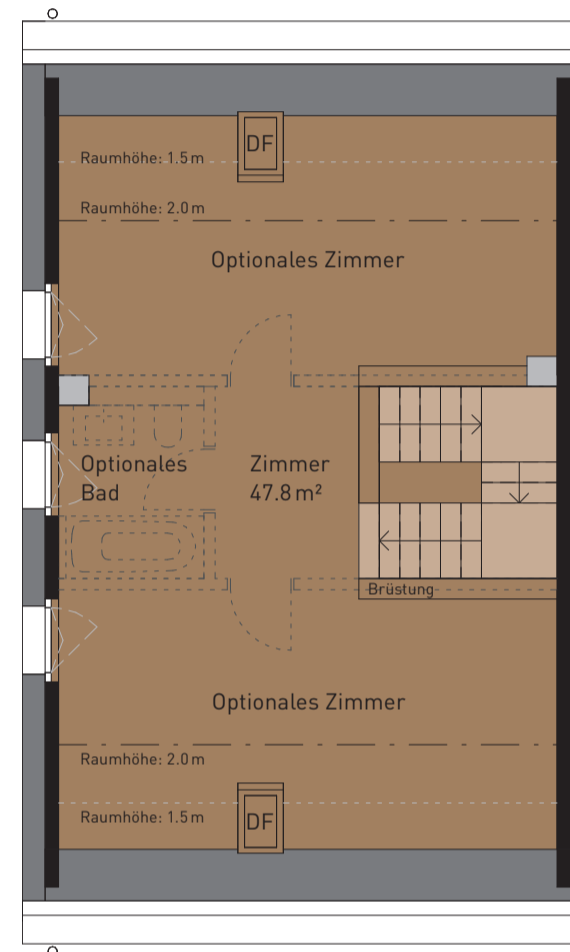 DF
Raumhöhe: 1.5 m
Raumhöhe: 2.0 m
Optionales Zimmer
Optionales
Bad
Zimmer
47.8 m²
Brüstung
Optionales Zimmer
Raumhöhe: 2.0 m
Raumhöhe: 1.5 m
DF